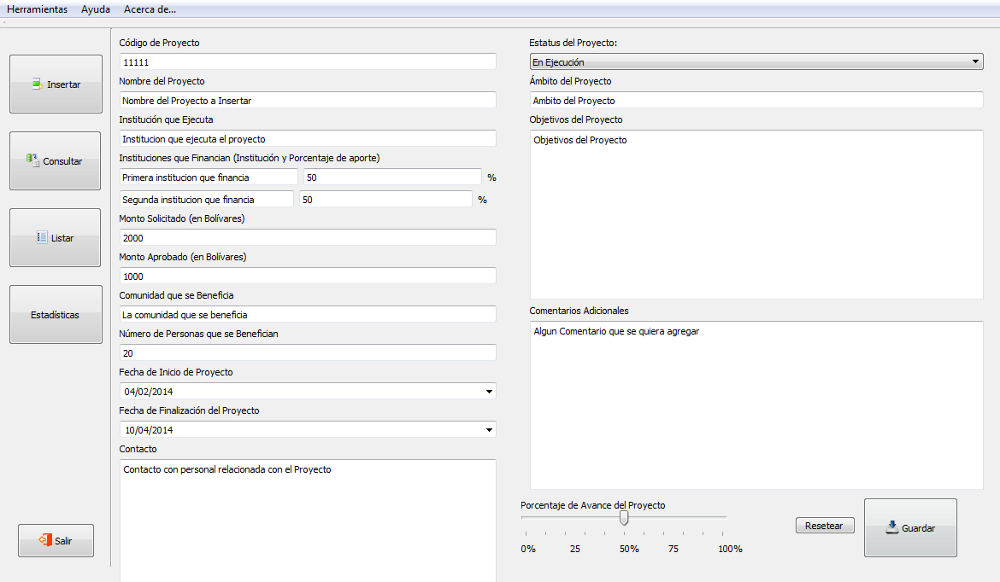 Herramientas Ayuda Acerca de...
Insertar
Consultar
Listar
Estadísticas
Salir
Código de Proyecto
11111
Nombre del Proyecto
Nombre del Proyecto a Insertar
Institución que Ejecuta
Institucion que ejecuta el proyecto
Instituciones que Financian (Institución y Porcentaje de aporte)
Primera institucion que financia 50 %
Segunda institucion que financia 50 %
Monto Solicitado (en Bolívares)
2000
Monto Aprobado (en Bolívares)
1000
Comunidad que se Beneficia
La comunidad que se beneficia
Número de Personas que se Benefician
20
Fecha de Inicio de Proyecto
04/02/2014
Fecha de Finalización del Proyecto
10/04/2014
Contacto
Contacto con personal relacionada con el Proyecto
Estatus del Proyecto:
En Ejecución
Ámbito del Proyecto
Ambito del Proyecto
Objetivos del Proyecto
Objetivos del Proyecto
Comentarios Adicionales
Algun Comentario que se quiera agregar
Porcentaje de Avance del Proyecto
0% 25 50% 75 100%
Resetear
Guardar